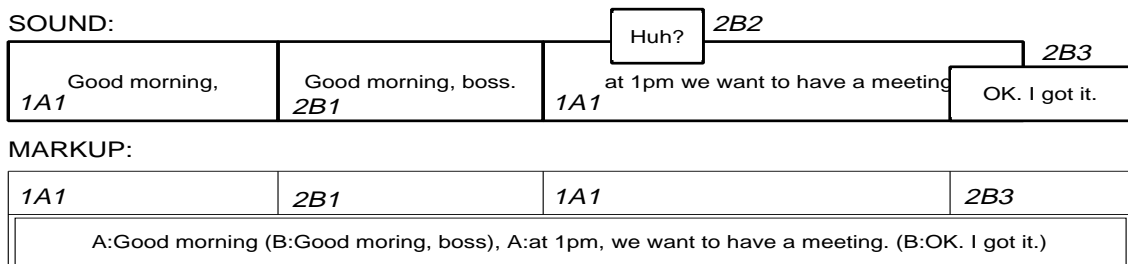 SOUND:
Huh? 2B2
2B3
Good morning, Good morning, boss. at 1pm we want to have a meeting OK. I got it.
1A1 2B1 1A1
MARKUP:
1A1 2B1 1A1 2B3
A:Good morning (B:Good moring, boss), A:at 1pm, we want to have a meeting. (B:OK. I got it.)